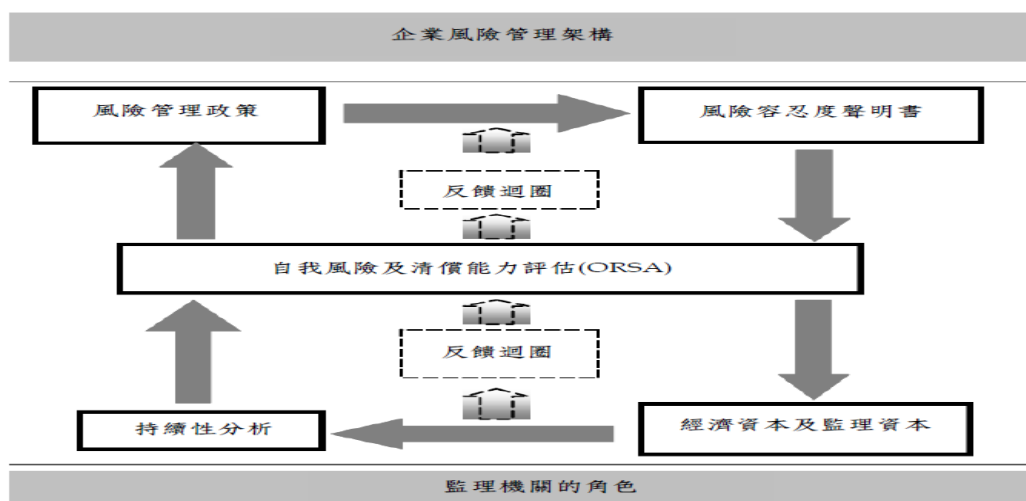 企業風險管理架構
風險管理政策
風險容忍度聲明書
反饋迴圈
自我風險及清償能力評估(ORSA)
反饋迴圈
持續性分析
經濟資本及監理資本
監理機關的角色